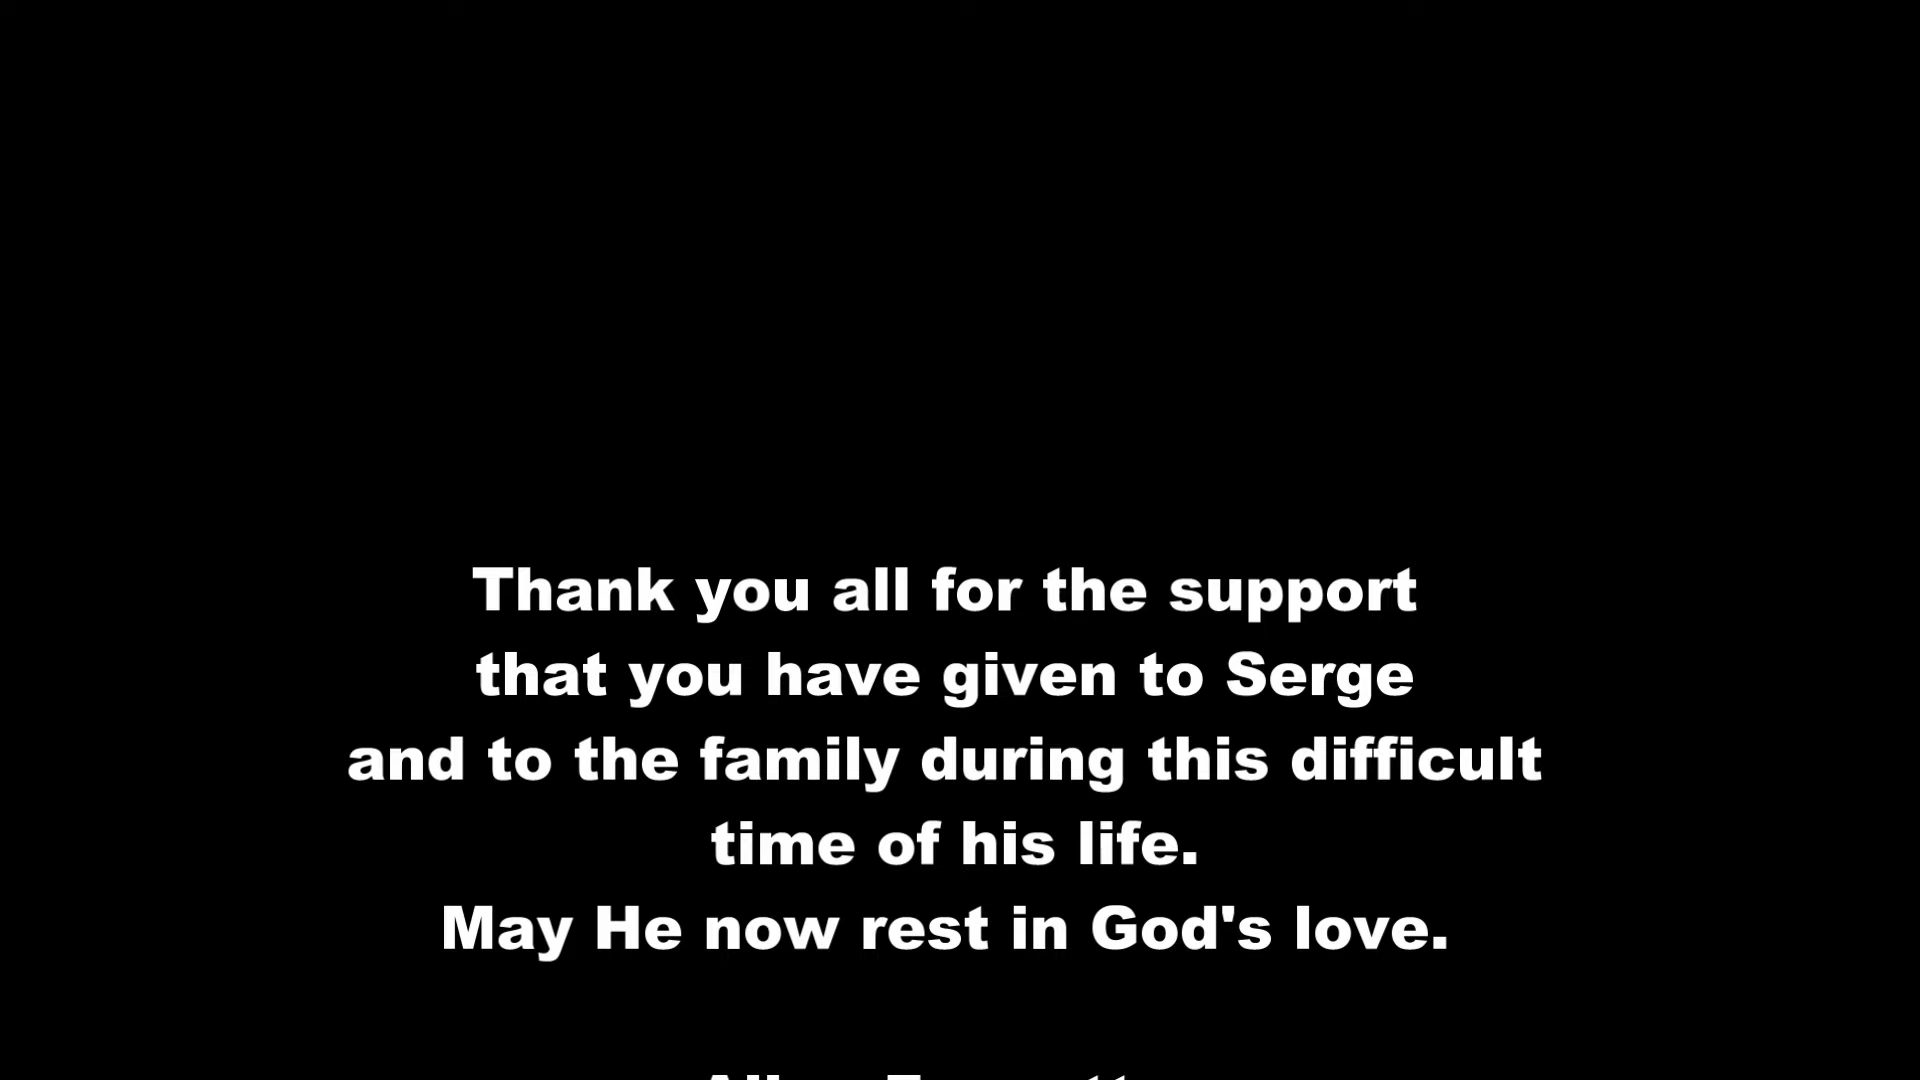 Thank you all for the support
that you have given to Serge
and to the family during this difficult
time of his life.
May He now rest in God's love.